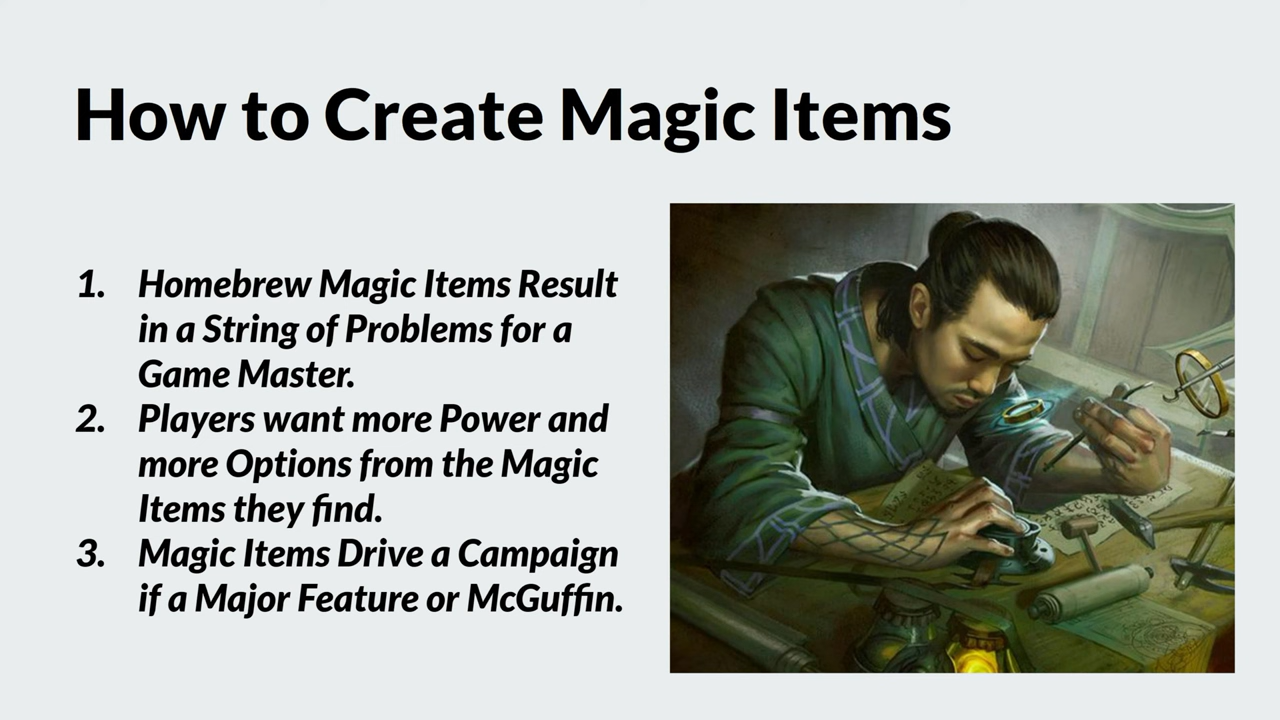 How to Create Magic Items
1. Homebrew Magic Items Result
in a String of Problems for a
Game Master.
2. Players want more Power and
more Options from the Magic
Items they find.
3. Magic Items Drive a Campaign
if a Major Feature or McGuffin.